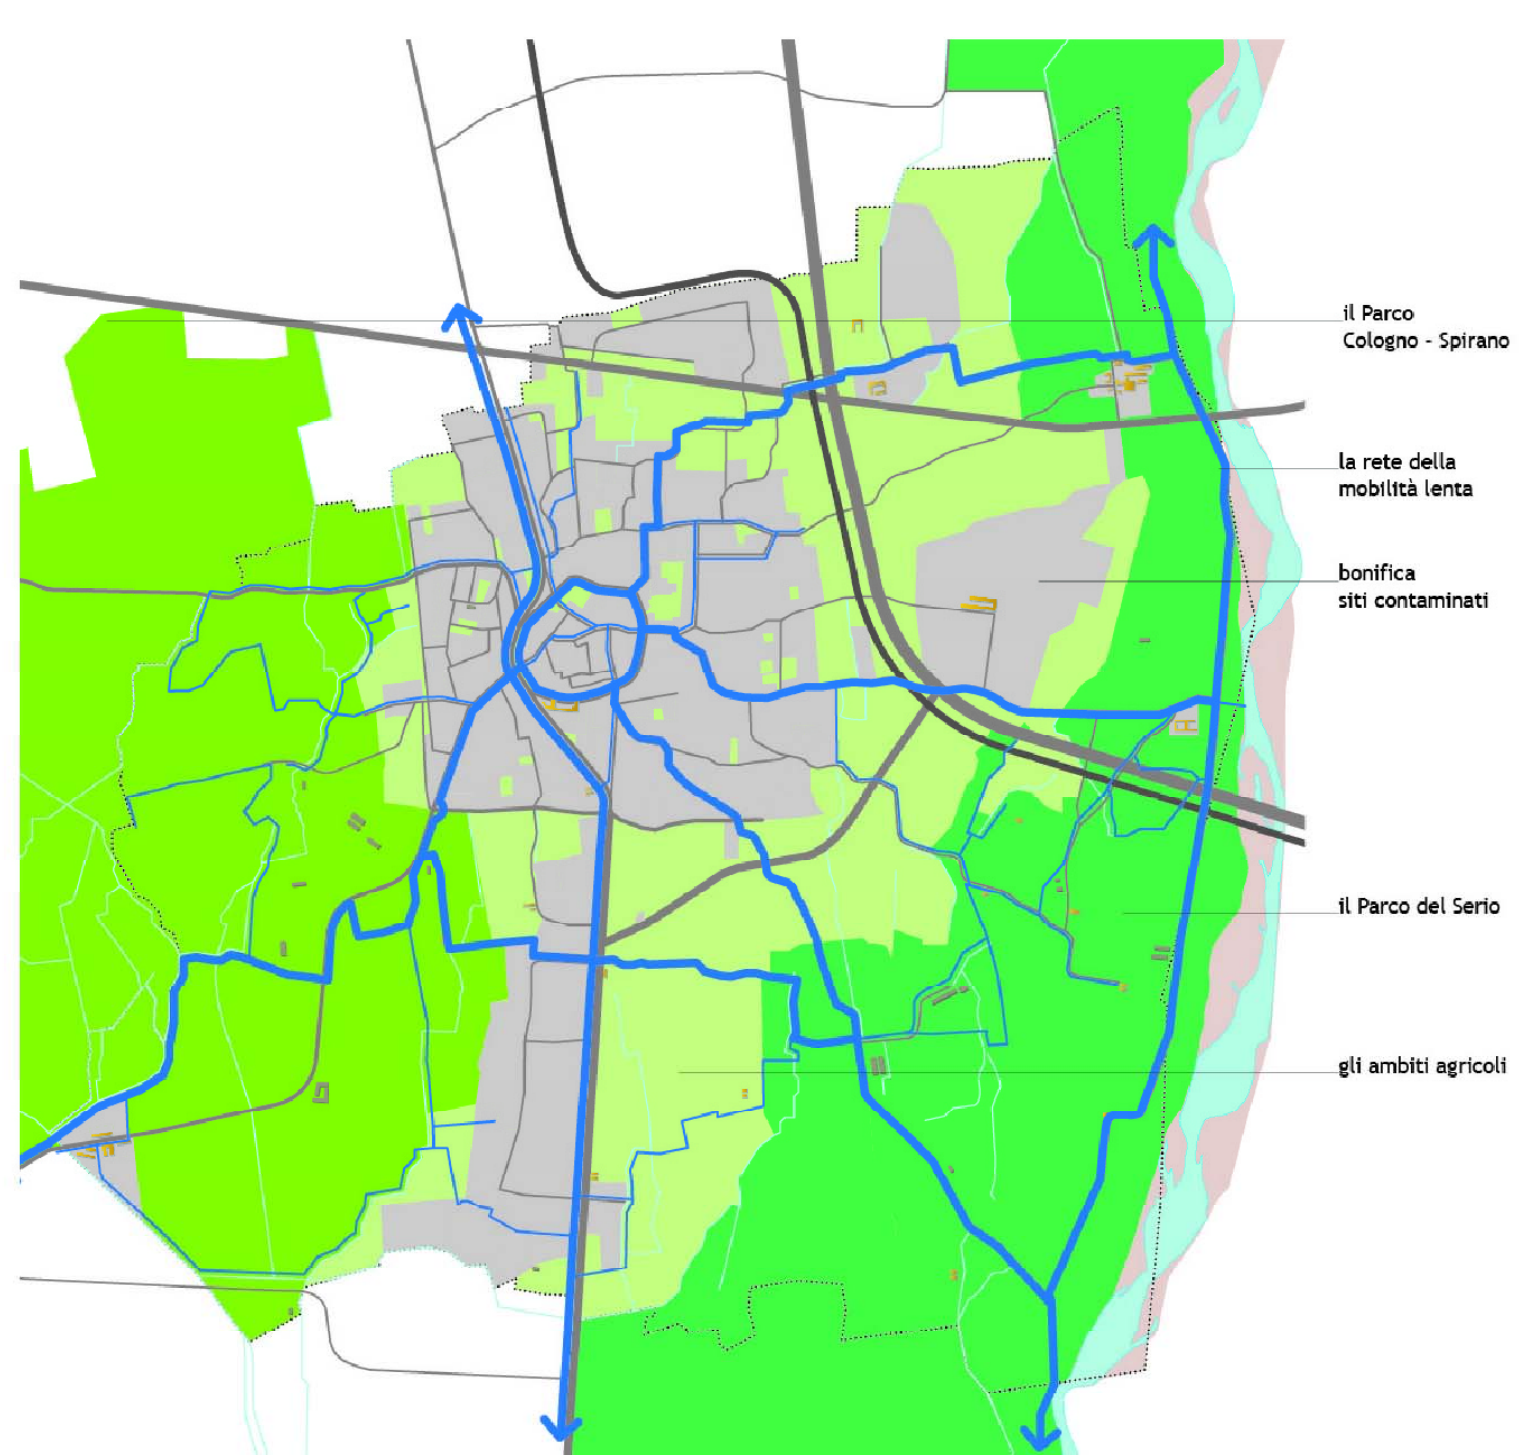 il Parco
Cologno - Spirano
la rete della
mobilità lenta
bonifica
siti contaminati
il Parco del Serio
gli ambiti agricoli